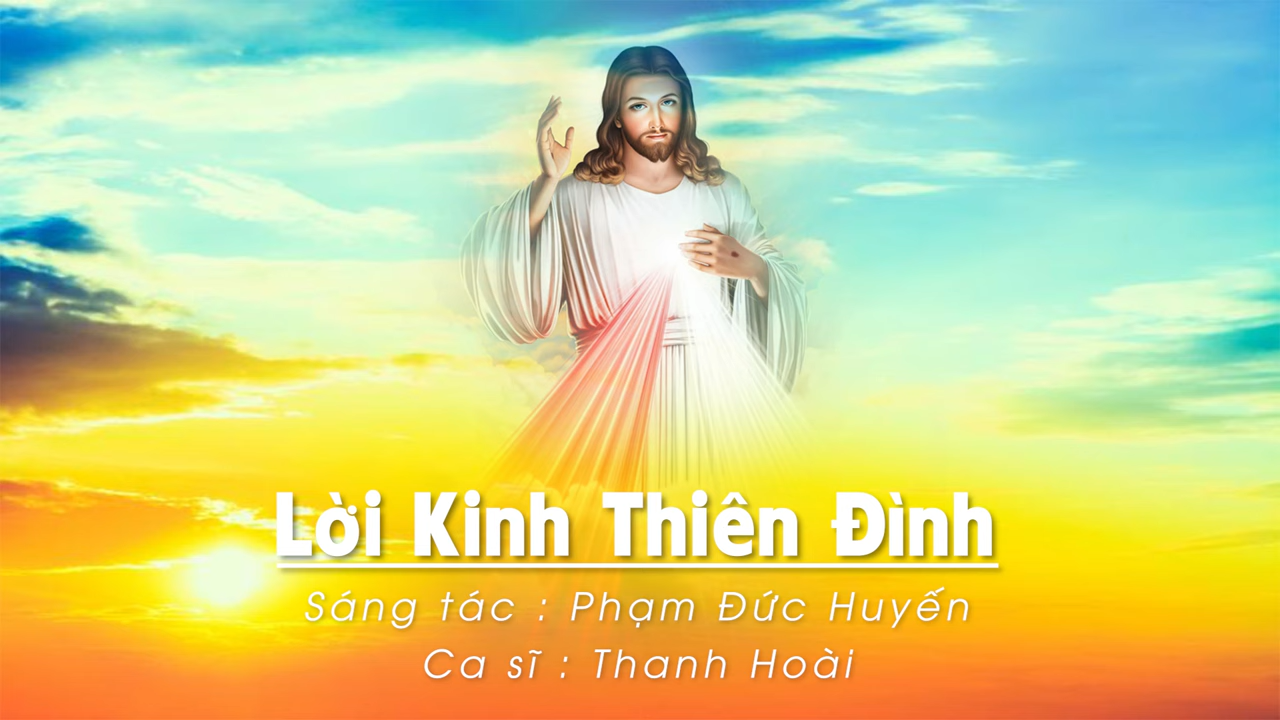 Lời Kinh Thiên Đình
Sáng tác : Phạm Đức Huyến
Ca sĩ : Thanh Hoài